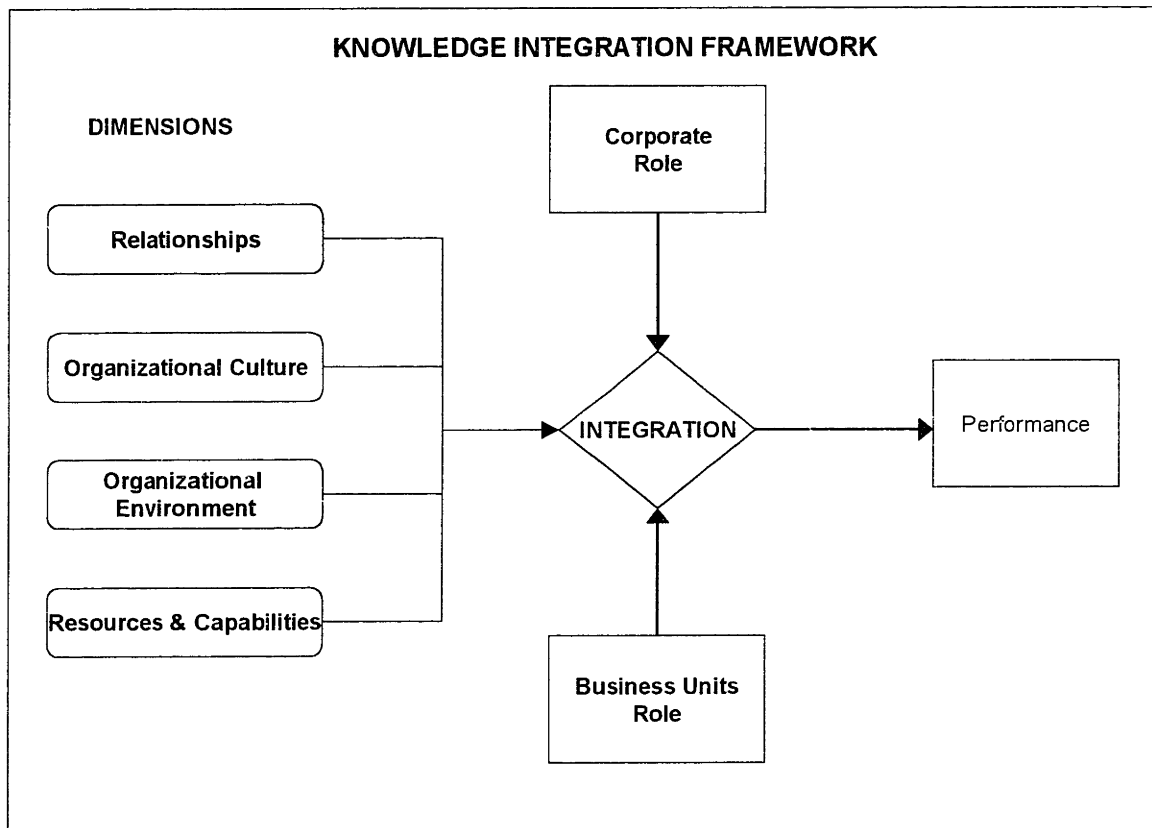 KNOWLEDGE INTEGRATION FRAMEWORK
DIMENSIONS
Corporate
Role
Relationships
Organizational Culture
INTEGRATION
Performance
Organizational
Environment
Resources & Capabilities
Business Units
Role